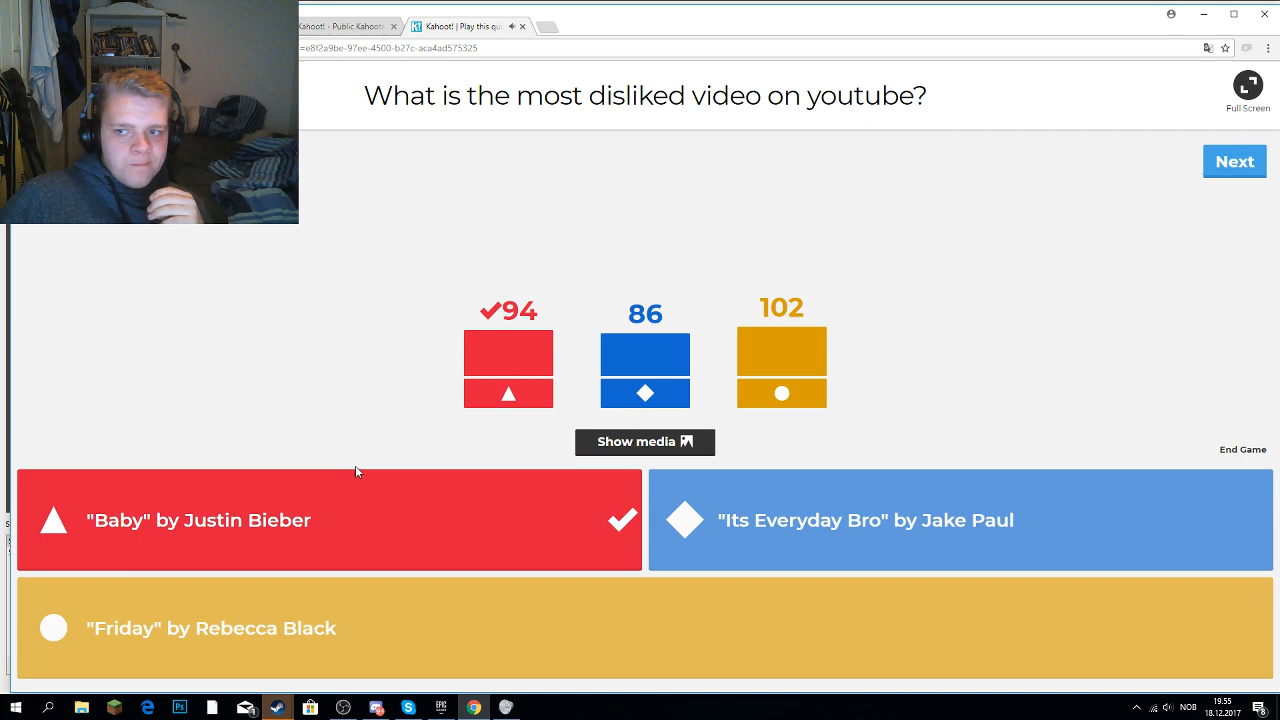 Kahoot! - Public Kahoots
Kahoot! | Play this qui
=e8f2a9be-97ee-4500-b27c-aca4ad575325
What is the most disliked video on youtube?
Full Screen
Next
94
86
102
Show media
End Game
"Baby" by Justin Bieber
"Its Everyday Bro" by Jake Paul
"Friday" by Rebecca Black
NOB
19.55
18.12.2017